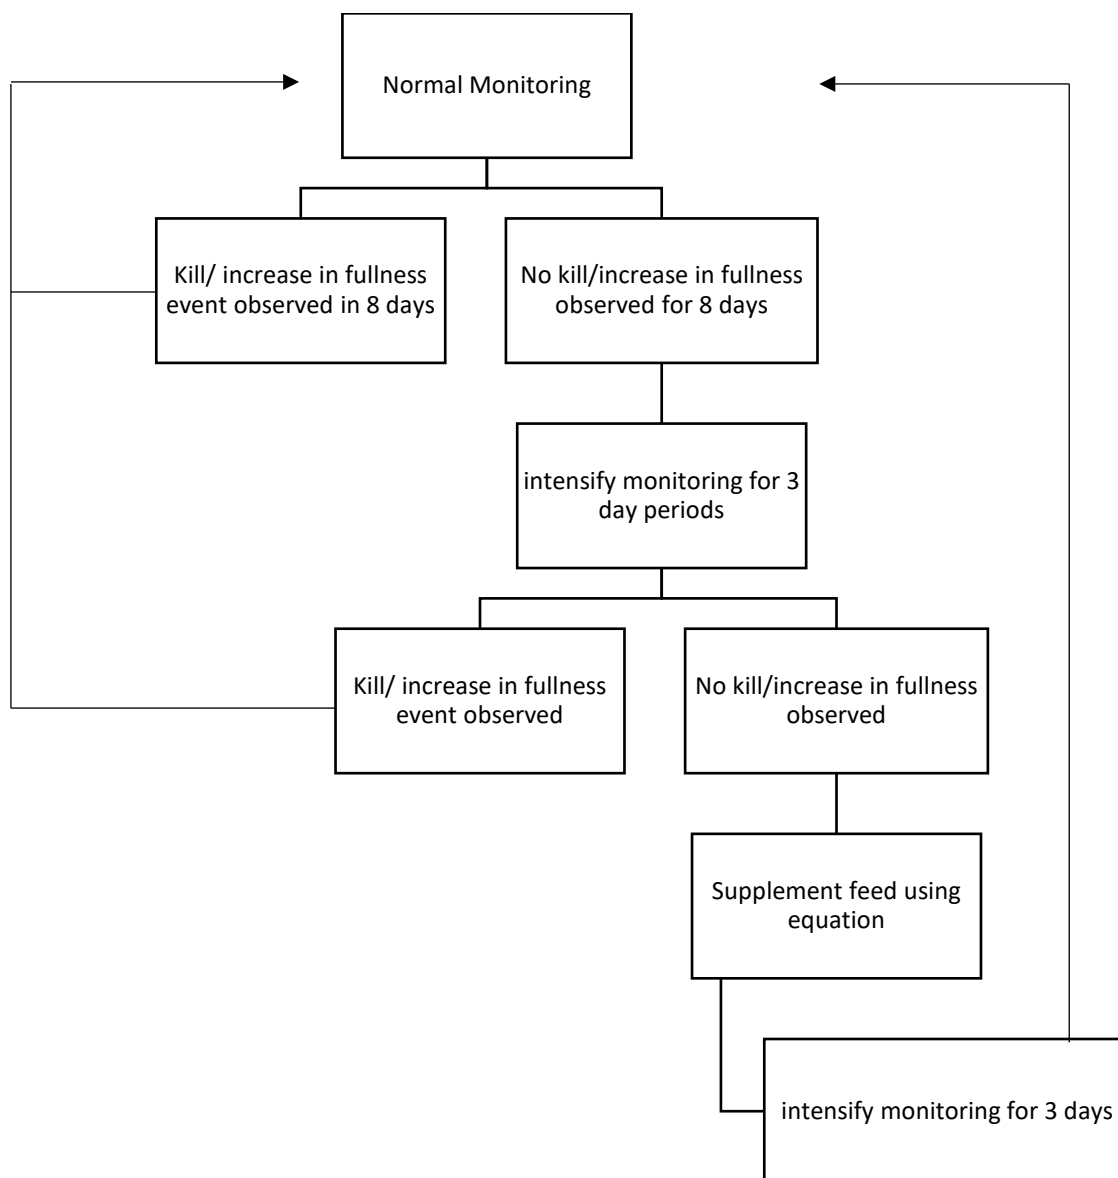 Normal Monitoring
Kill/ increase in fullness
event observed in 8 days
No kill/increase in fullness
observed for 8 days
intensify monitoring for 3
day periods
Kill/ increase in fullness
event observed
No kill/increase in fullness
observed
Supplement feed using
equation
intensify monitoring for 3 days